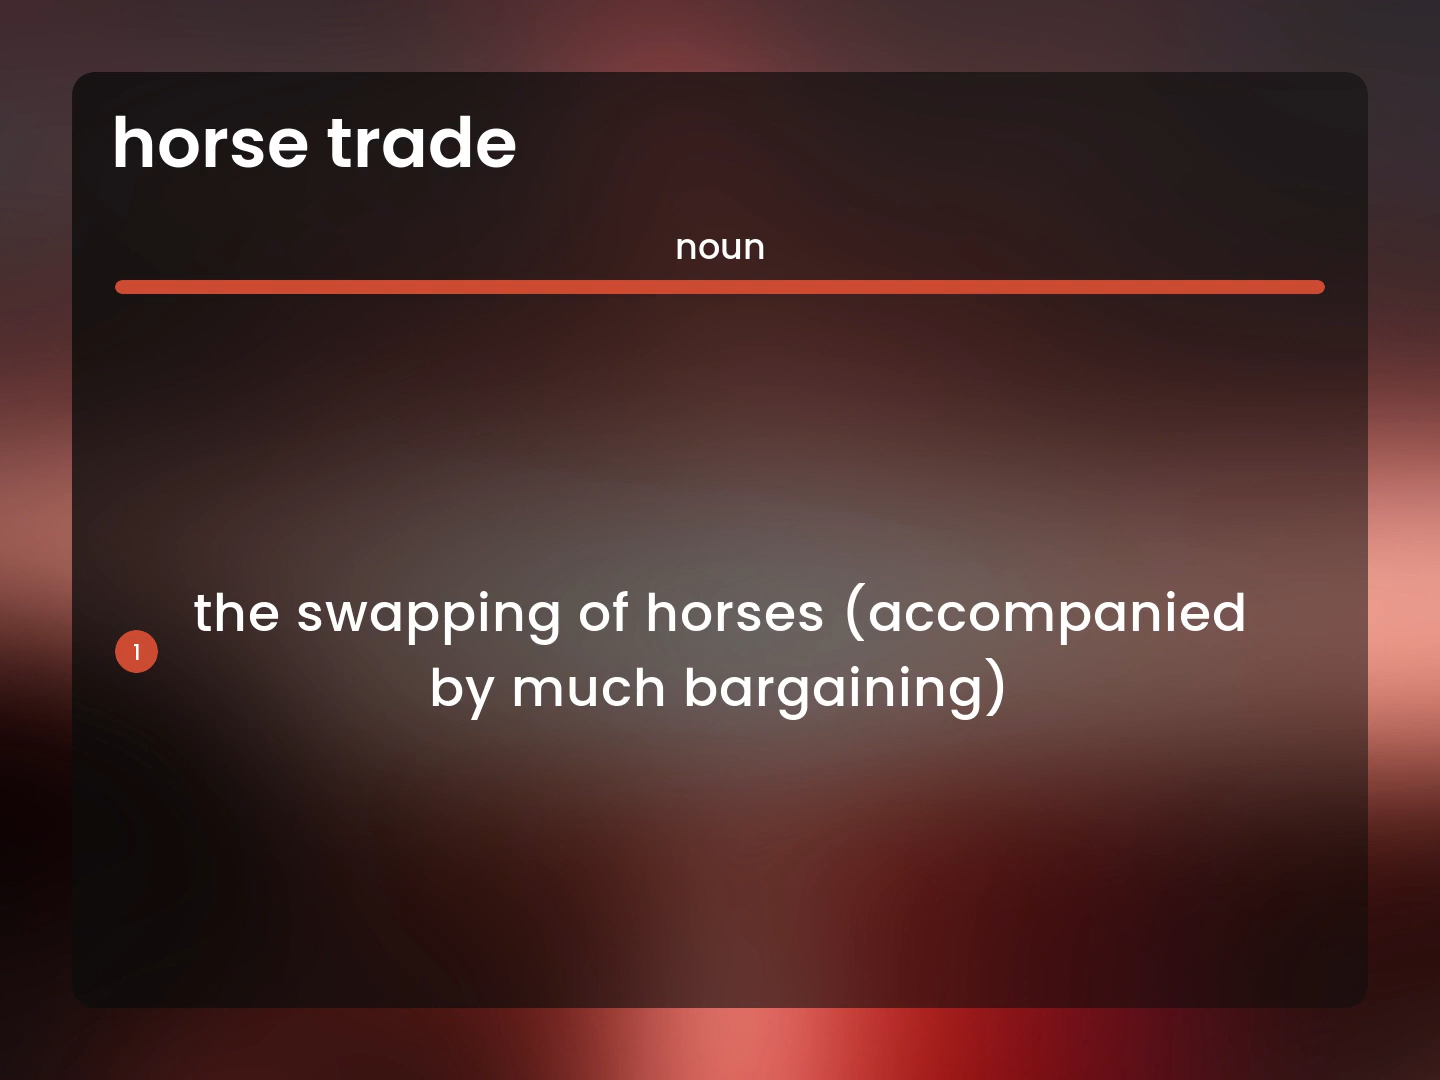 horse trade
noun
1
the swapping of horses (accompanied
by much bargaining)